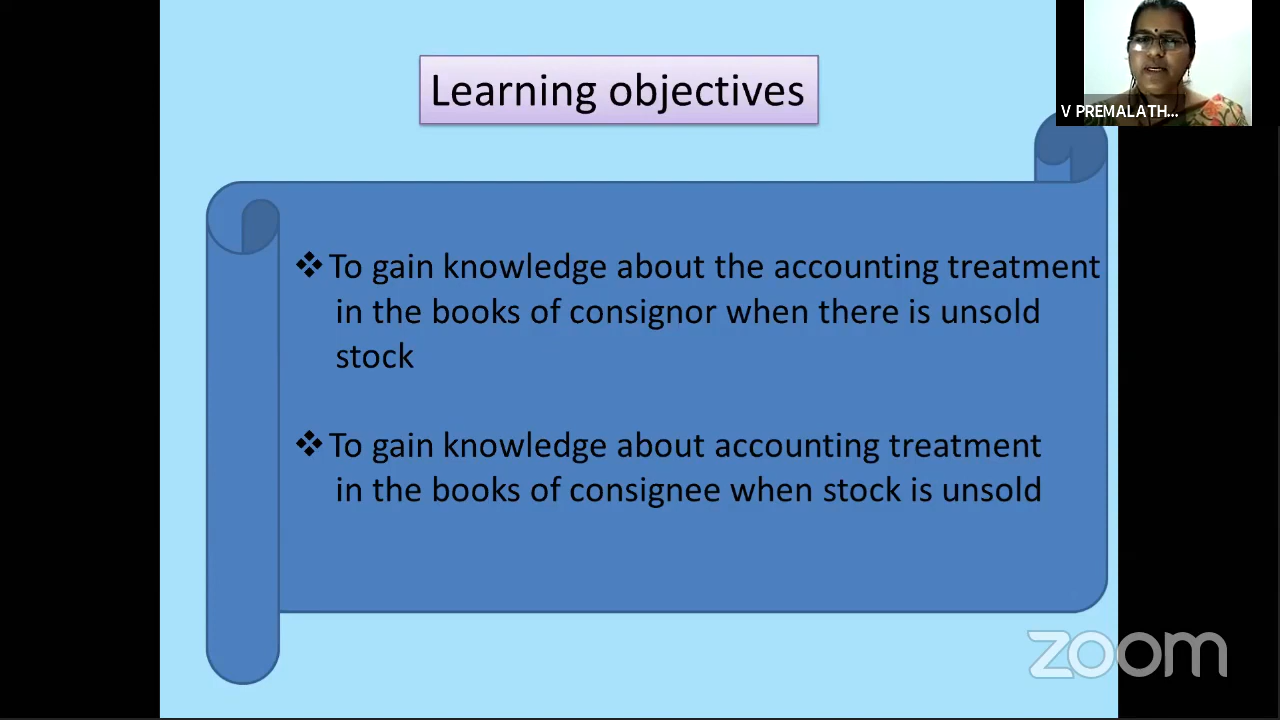 Learning objectives
V PREMALATH...
❖ To gain knowledge about the accounting treatment
in the books of consignor when there is unsold
stock
❖ To gain knowledge about accounting treatment
in the books of consignee when stock is unsold
zoom